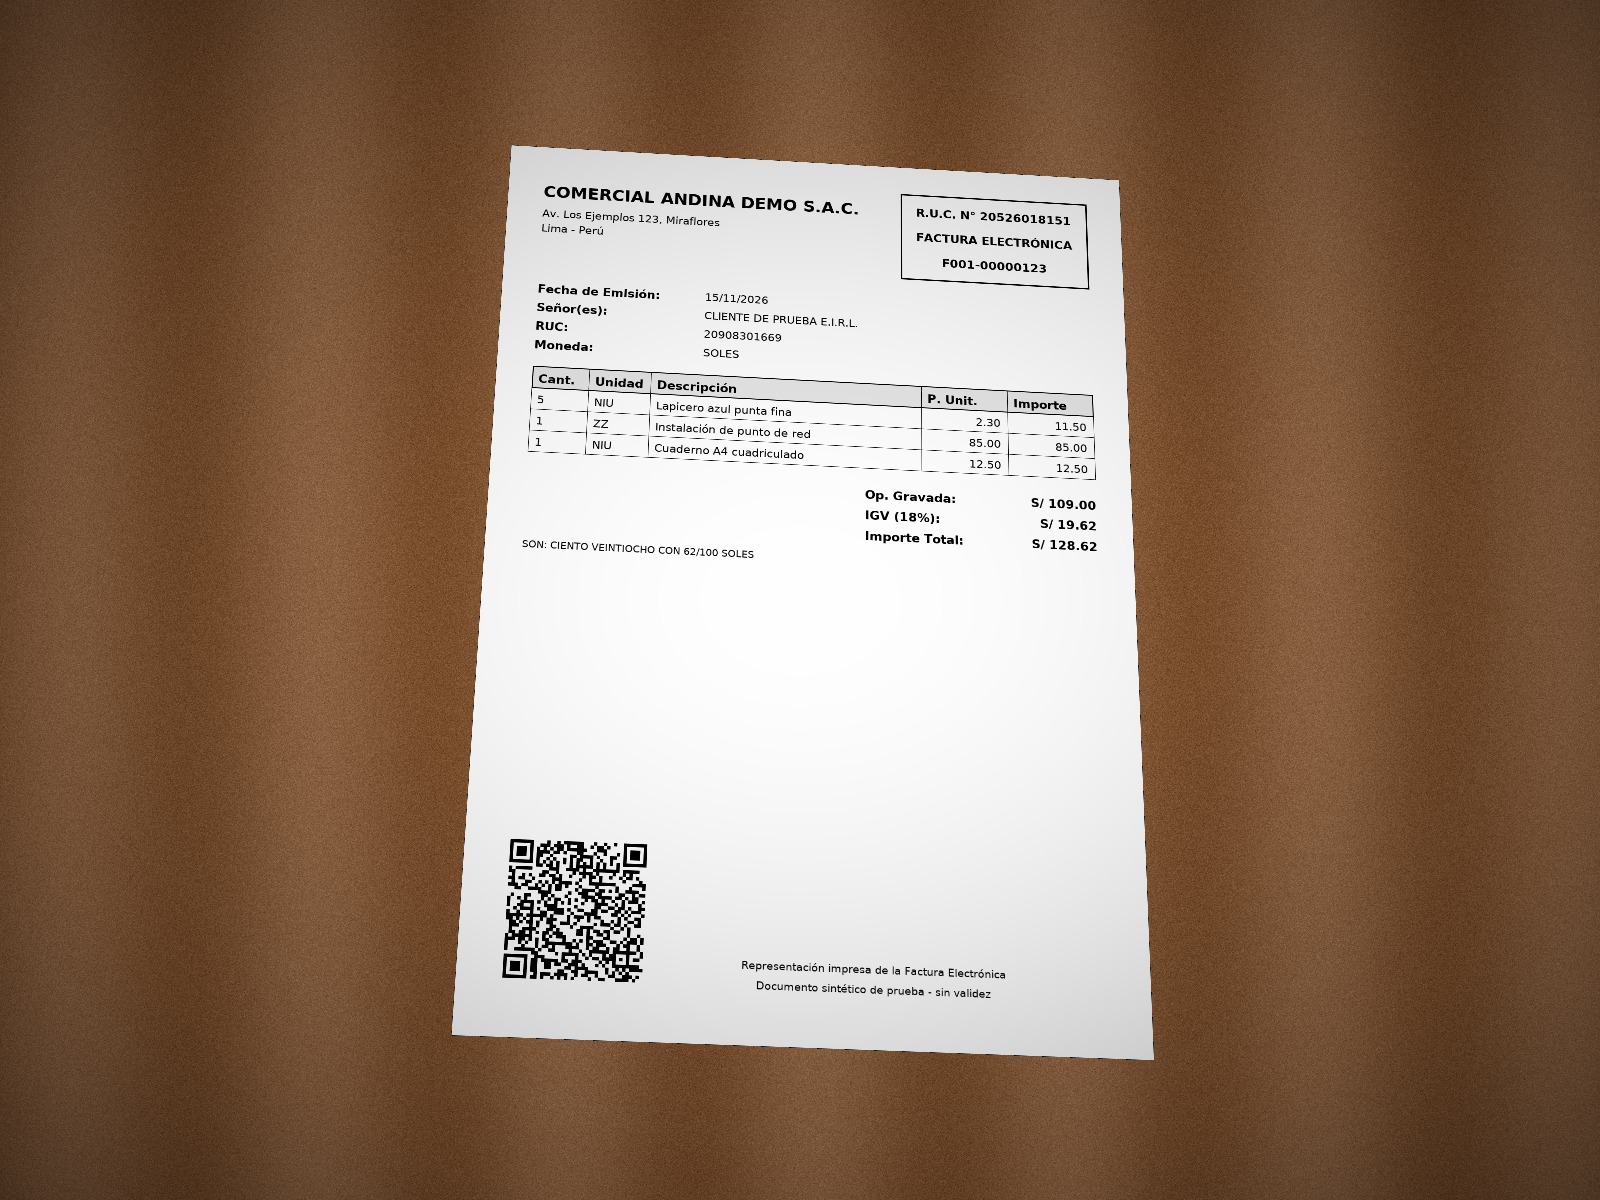 COMERCIAL ANDINA DEMO S.A.C.
Av. Los Ejemplos 123, Miraflores
Lima - Perú
R.U.C. N° 20526018151
FACTURA ELECTRÓNICA
F001-00000123
Fecha de Emisión: 15/11/2026
Señor(es): CLIENTE DE PRUEBA E.I.R.L.
RUC: 20908301669
Moneda: SOLES
Cant. Unidad Descripción P. Unit. Importe
5 NIU Lapicero azul punta fina 2.30 11.50
1 ZZ Instalación de punto de red 85.00 85.00
1 NIU Cuaderno A4 cuadriculado 12.50 12.50
Op. Gravada: S/ 109.00
IGV (18%): S/ 19.62
Importe Total: S/ 128.62
SON: CIENTO VEINTIOCHO CON 62/100 SOLES
Representación impresa de la Factura Electrónica
Documento sintético de prueba - sin validez